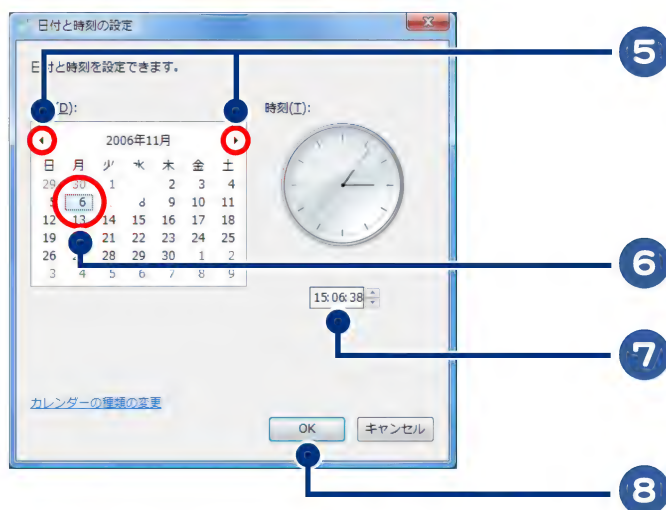 日付と時刻の設定
5
日付と時刻を設定できます。
(D):
時刻(T):
2006年11月
日 月 火 水 木 金 土
29 30 1 2 3 4
5 6 8 9 10 11
12 13 14 15 16 17 18
19 21 22 23 24 25
26 28 29 30 1 2
3 4 5 6 7 8 9
6
15:06:38
7
カレンダーの種類の変更
OK キャンセル
8